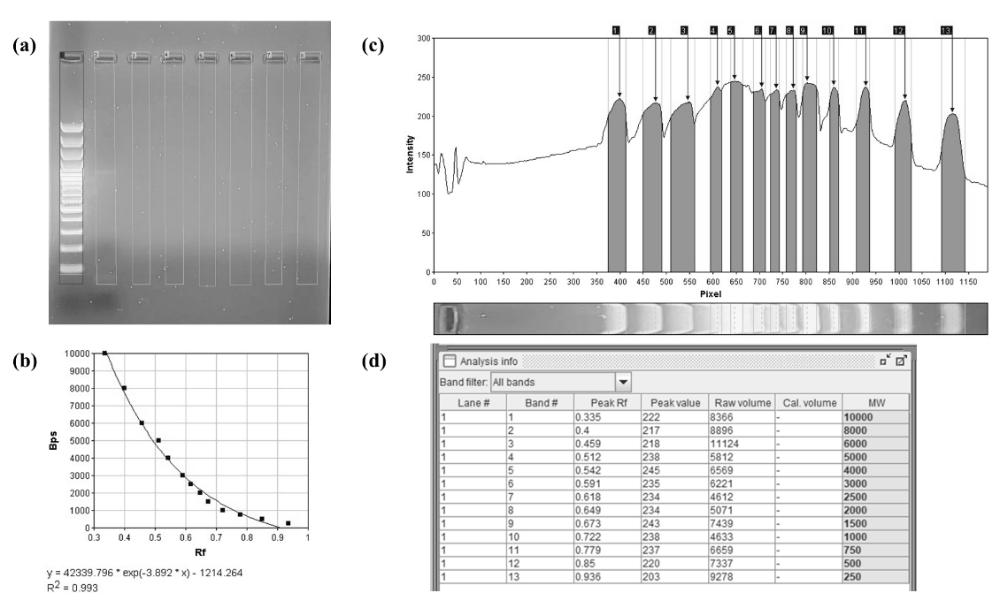 (a)
1 2 3 4 5 6 7 8
(b)
10000
9000
8000
7000
6000
5000
4000
3000
2000
1000
0
Bps
0.3 0.4 0.5 0.6 0.7 0.8 0.9 1
Rf
y = 42339.796 * exp(-3.892 * x) - 1214.264
R2 = 0.993
(c)
1 2 3 4 5 6 7 8 9 10 11 12 13
300
250
200
150
100
50
0
Intensity
0 50 100 150 200 250 300 350 400 450 500 550 600 650 700 750 800 850 900 950 1000 1050 1100 1150
Pixel
(d)
Analysis info
Band filter: All bands
Lane # Band # Peak Rf Peak value Raw volume Cal. volume MW
1 1 0.335 222 8366 - 10000
1 2 0.4 217 8896 - 8000
1 3 0.459 218 11124 - 6000
1 4 0.512 238 5812 - 5000
1 5 0.542 245 6569 - 4000
1 6 0.591 235 6221 - 3000
1 7 0.618 234 4612 - 2500
1 8 0.649 234 5071 - 2000
1 9 0.673 243 7439 - 1500
1 10 0.722 238 4633 - 1000
1 11 0.779 237 6659 - 750
1 12 0.85 220 7337 - 500
1 13 0.936 203 9278 - 250